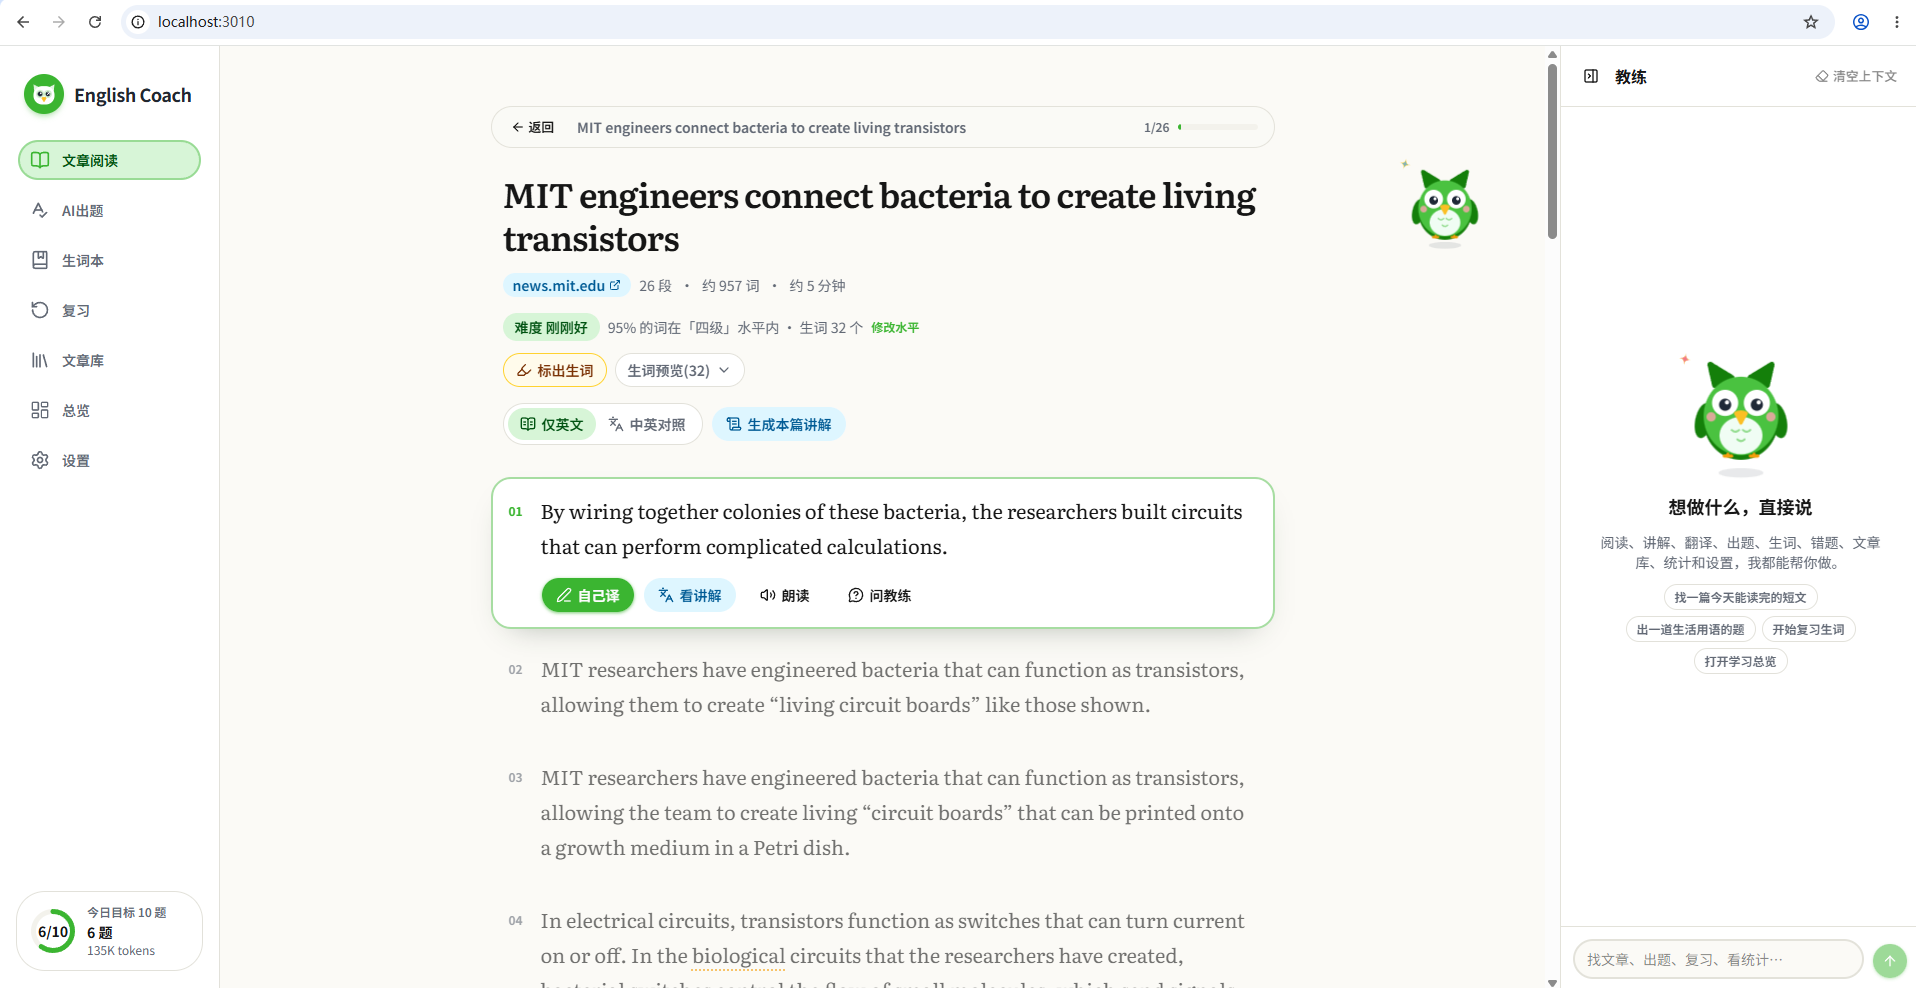 localhost:3010
English Coach
文章阅读
AI出题
生词本
复习
文章库
总览
设置
6/10
今日目标 10 题
6 题
135K tokens
返回
MIT engineers connect bacteria to create living transistors
1/26
MIT engineers connect bacteria to create living
transistors
news.mit.edu 26 段 • 约 957 词 • 约 5 分钟
难度 刚刚好 95% 的词在「四级」水平内 • 生词 32 个 修改水平
标出生词 生词预览(32)
仅英文 中英对照 生成本篇讲解
01 By wiring together colonies of these bacteria, the researchers built circuits
that can perform complicated calculations.
自己译 看讲解 朗读 问教练
02 MIT researchers have engineered bacteria that can function as transistors,
allowing them to create “living circuit boards” like those shown.
03 MIT researchers have engineered bacteria that can function as transistors,
allowing the team to create living “circuit boards” that can be printed onto
a growth medium in a Petri dish.
04 In electrical circuits, transistors function as switches that can turn current
on or off. In the biological circuits that the researchers have created,
bacterial switches control the flow of small molecules, which send signals
教练
清空上下文
想做什么，直接说
阅读、讲解、翻译、出题、生词、错题、文章
库、统计和设置，我都能帮你做。
找一篇今天能读完的短文
出一道生活用语的题
开始复习生词
打开学习总览
找文章、出题、复习、看统计…